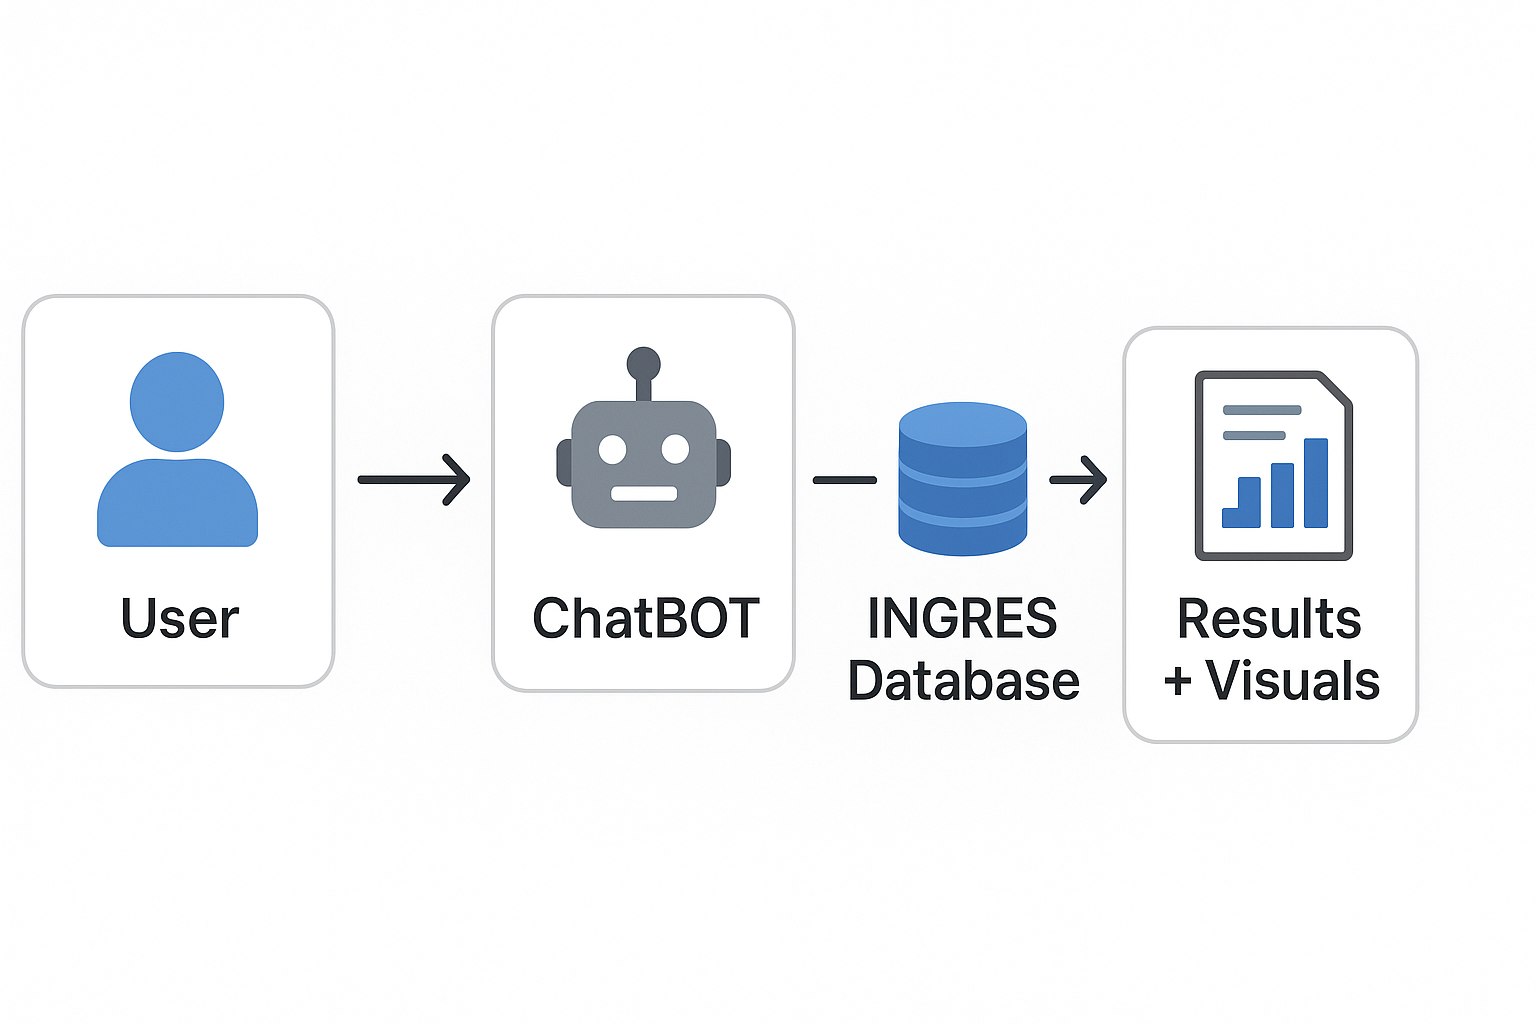 User
ChatBOT
INGRES
Database
Results
+ Visuals